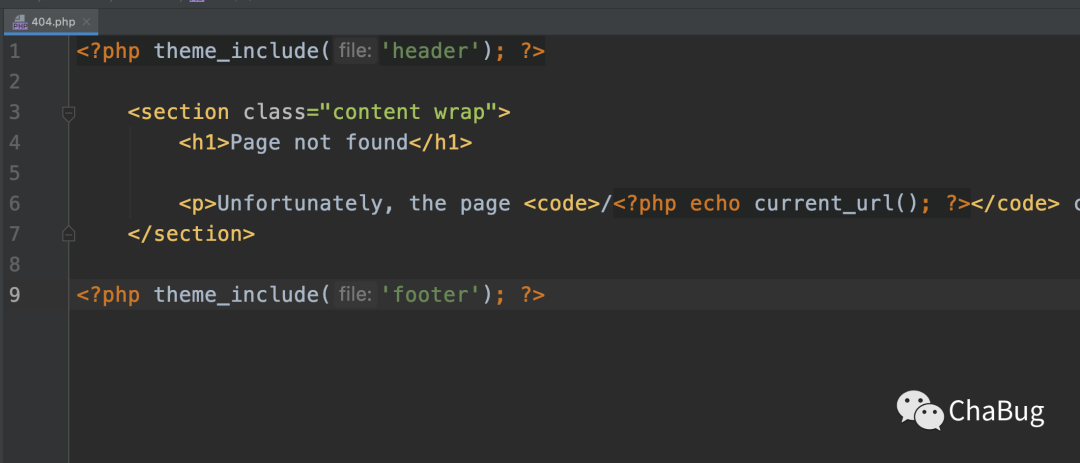 404.php
1 <?php theme_include( file: 'header'); ?>
2
3 <section class="content wrap">
4 <h1>Page not found</h1>
5
6 <p>Unfortunately, the page <code>/<?php echo current_url(); ?></code>
7 </section>
8
9 <?php theme_include( file: 'footer'); ?>
ChaBug